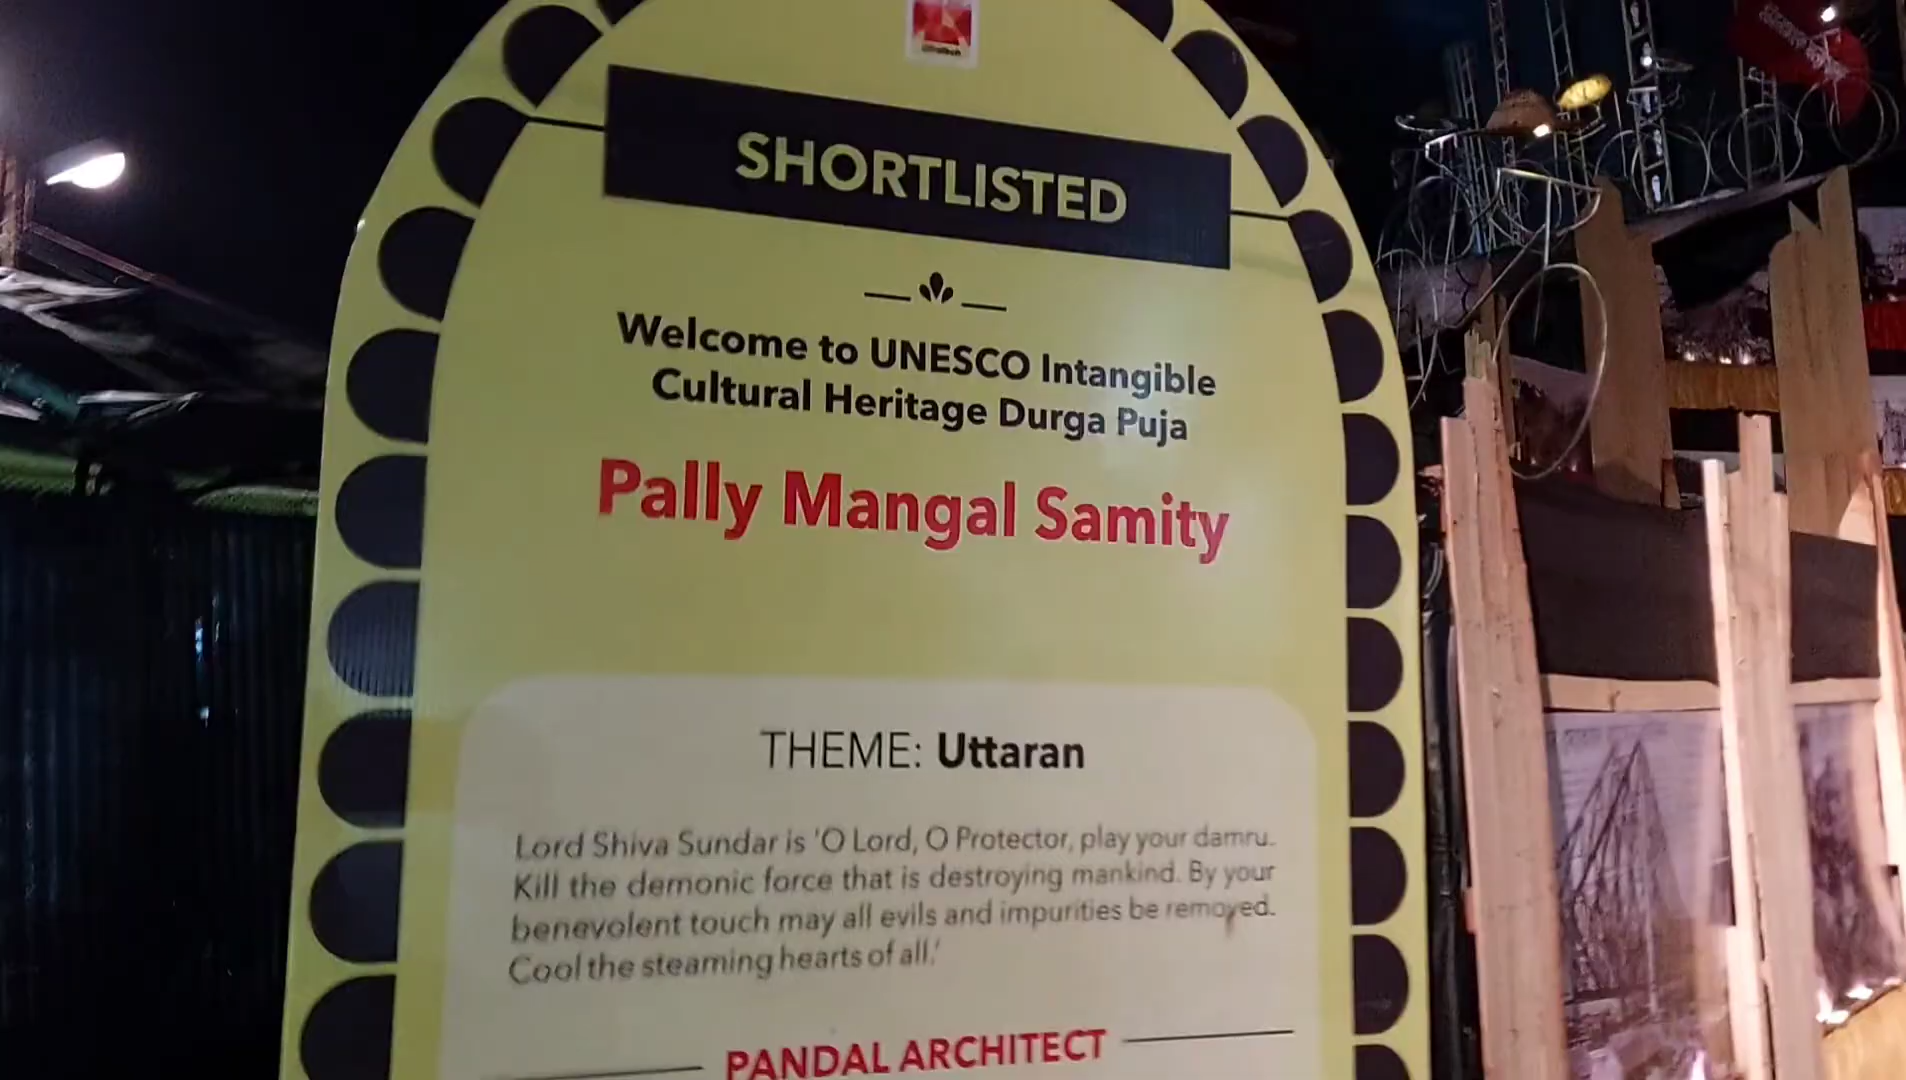 SHORTLISTED
Welcome to UNESCO Intangible
Cultural Heritage Durga Puja
Pally Mangal Samity
THEME: Uttaran
Lord Shiva Sundar is 'O Lord, O Protector, play your damru.
Kill the demonic force that is destroying mankind. By your
benevolent touch may all evils and impurities be removed.
Cool the steaming hearts of all.'
PANDAL ARCHITECT